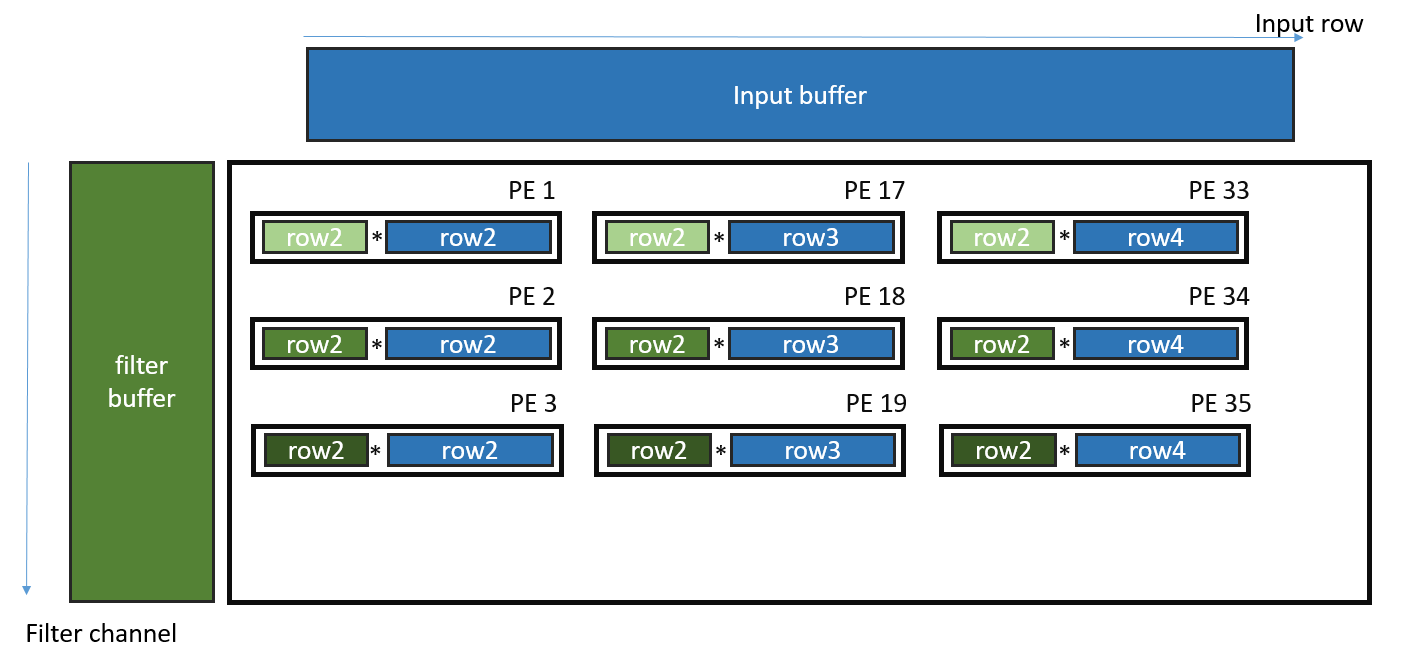 Input row
Input buffer
PE 1 PE 17 PE 33
row2 * row2 row2 * row3 row2 * row4
PE 2 PE 18 PE 34
row2 * row2 row2 * row3 row2 * row4
filter
buffer
PE 3 PE 19 PE 35
row2 * row2 row2 * row3 row2 * row4
Filter channel